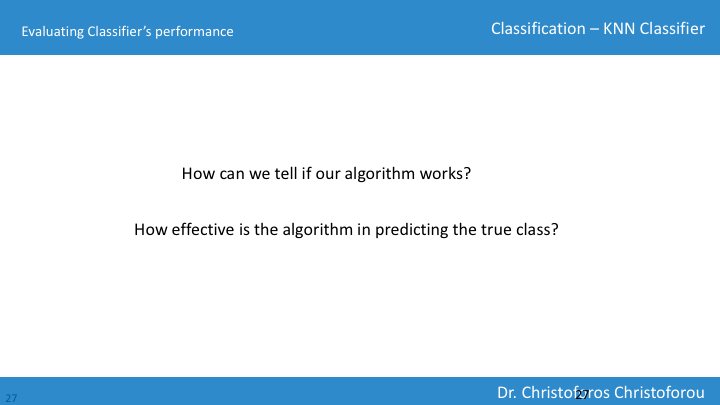 Evaluating Classifier's performance
Classification – KNN Classifier
How can we tell if our algorithm works?
How effective is the algorithm in predicting the true class?
Dr. Christoforos Christoforou
27
27